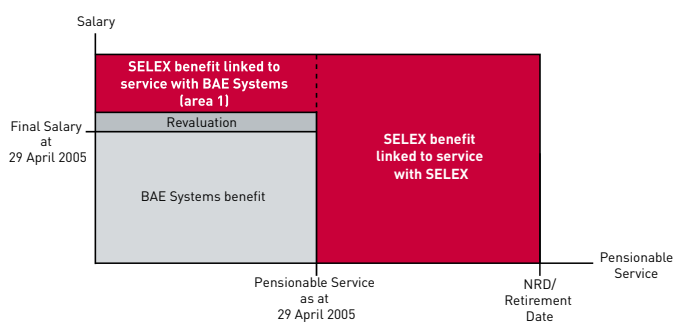 Salary
SELEX benefit linked to
service with BAE Systems
(area 1)
Revaluation
Final Salary
at
29 April 2005
SELEX benefit
linked to service
with SELEX
BAE Systems benefit
Pensionable
Service
Pensionable Service
as at
29 April 2005
NRD/
Retirement
Date